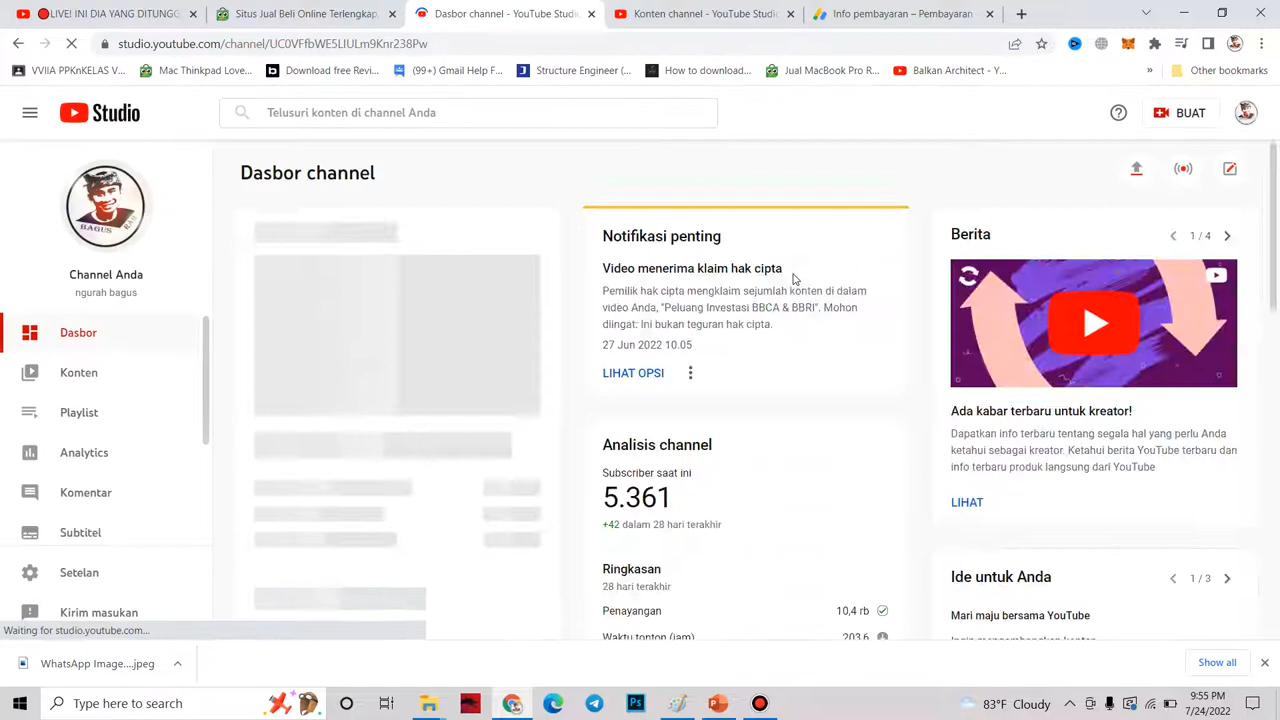 🔴LIVE! INI DIA YANG DITUNGG
Situs Jual Beli Online Terlengkap,
Dasbor channel - YouTube Studio
Konten channel - YouTube Studio
Info pembayaran – Pembayaran
studio.youtube.com/channel/
VVIIA PPKnKELAS V...
Mac Thinkpad Love...
Download free Revi...
(99+) Gmail Help F...
Structure Engineer (...
How to download...
Jual MacBook Pro R...
Balkan Architect - Y...
»
Other bookmarks
Studio
Telusuri konten di channel Anda
BUAT
BAGUS
Channel Anda
ngurah bagus
Dasbor
Konten
Playlist
Analytics
Komentar
Subtitel
Setelan
Kirim masukan
Waiting for studio.youtube.com...
Dasbor channel
Notifikasi penting
Video menerima klaim hak cipta
Pemilik hak cipta mengklaim sejumlah konten di dalam
video Anda, "Peluang Investasi BBCA & BBRI". Mohon
diingat: Ini bukan teguran hak cipta.
27 Jun 2022 10.05
LIHAT OPSI
Analisis channel
Subscriber saat ini
5.361
+42 dalam 28 hari terakhir
Ringkasan
28 hari terakhir
Penayangan 10,4 rb
Waktu tonton (jam) 203,6
Berita
1 / 4
Ada kabar terbaru untuk kreator!
Dapatkan info terbaru tentang segala hal yang perlu Anda
ketahui sebagai kreator. Ketahui berita YouTube terbaru dan
info terbaru produk langsung dari YouTube
LIHAT
Ide untuk Anda
1 / 3
Mari maju bersama YouTube
WhatsApp Image....jpeg
Show all
Type here to search
83°F Cloudy
9:55 PM
7/24/2022